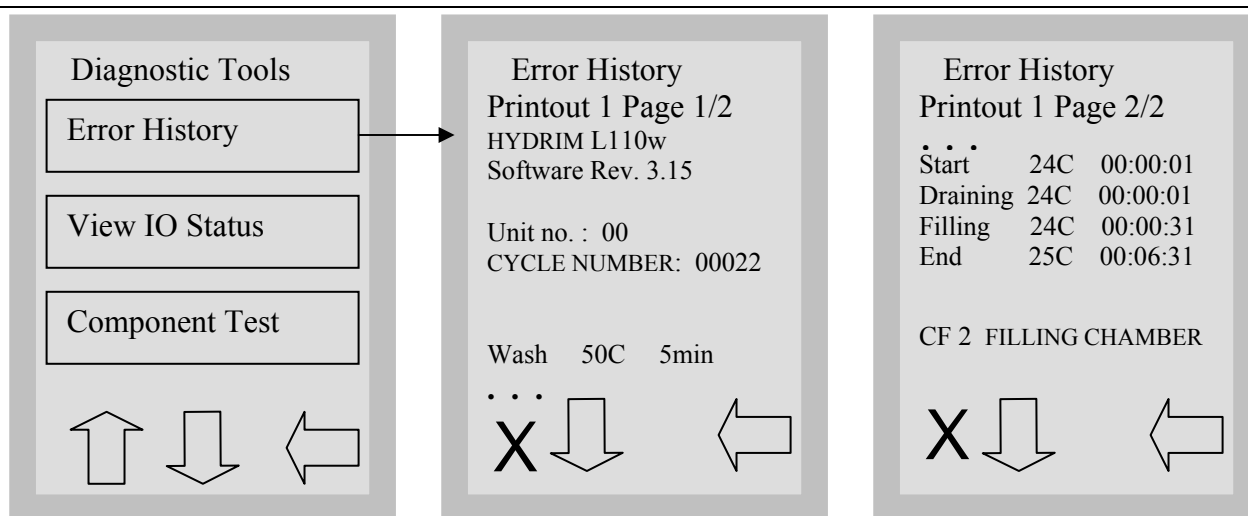 Diagnostic Tools
Error History
View IO Status
Component Test
Error History
Printout 1 Page 1/2
HYDRIM L110w
Software Rev. 3.15
Unit no. : 00
CYCLE NUMBER: 00022
Wash 50C 5min
. . .
X
Error History
Printout 1 Page 2/2
. . .
Start 24C 00:00:01
Draining 24C 00:00:01
Filling 24C 00:00:31
End 25C 00:06:31
CF 2 FILLING CHAMBER
X